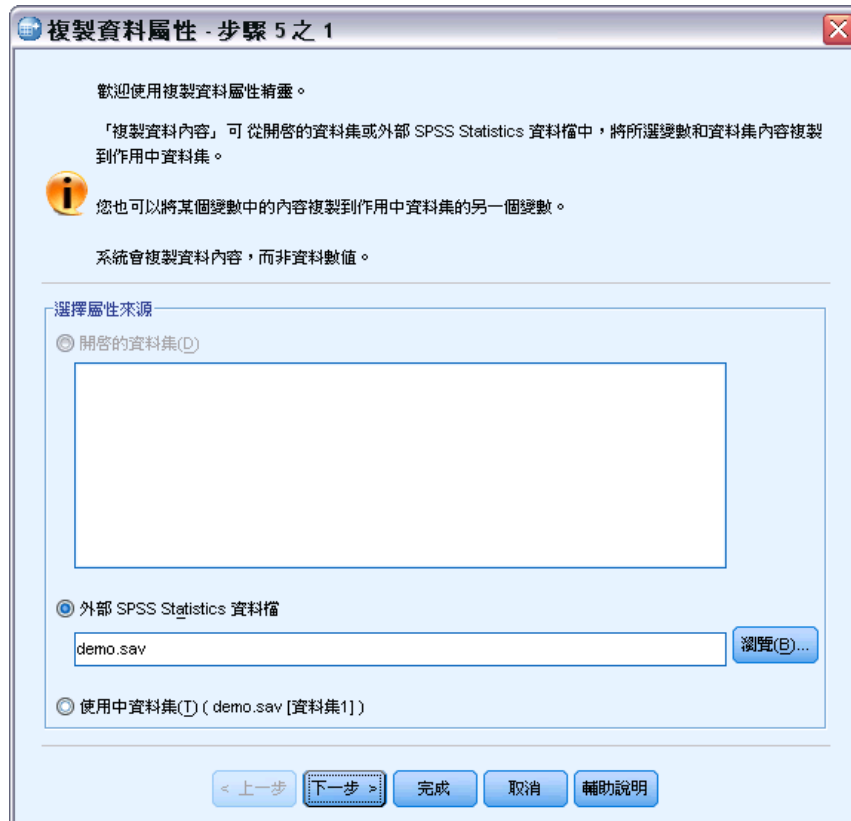 複製資料屬性 - 步驟 5 之 1
歡迎使用複製資料屬性精靈。
「複製資料內容」可 從開啓的資料集或外部 SPSS Statistics 資料檔中，將所選變數和資料集內容複製
到作用中資料集。
您也可以將某個變數中的內容複製到作用中資料集的另一個變數。
系統會複製資料內容，而非資料數值。
選擇屬性來源
開啓的資料集(D)
外部 SPSS Statistics 資料檔
demo.sav
瀏覽(B)...
使用中資料集(T) ( demo.sav [資料集1] )
< 上一步 下一步 > 完成 取消 輔助說明